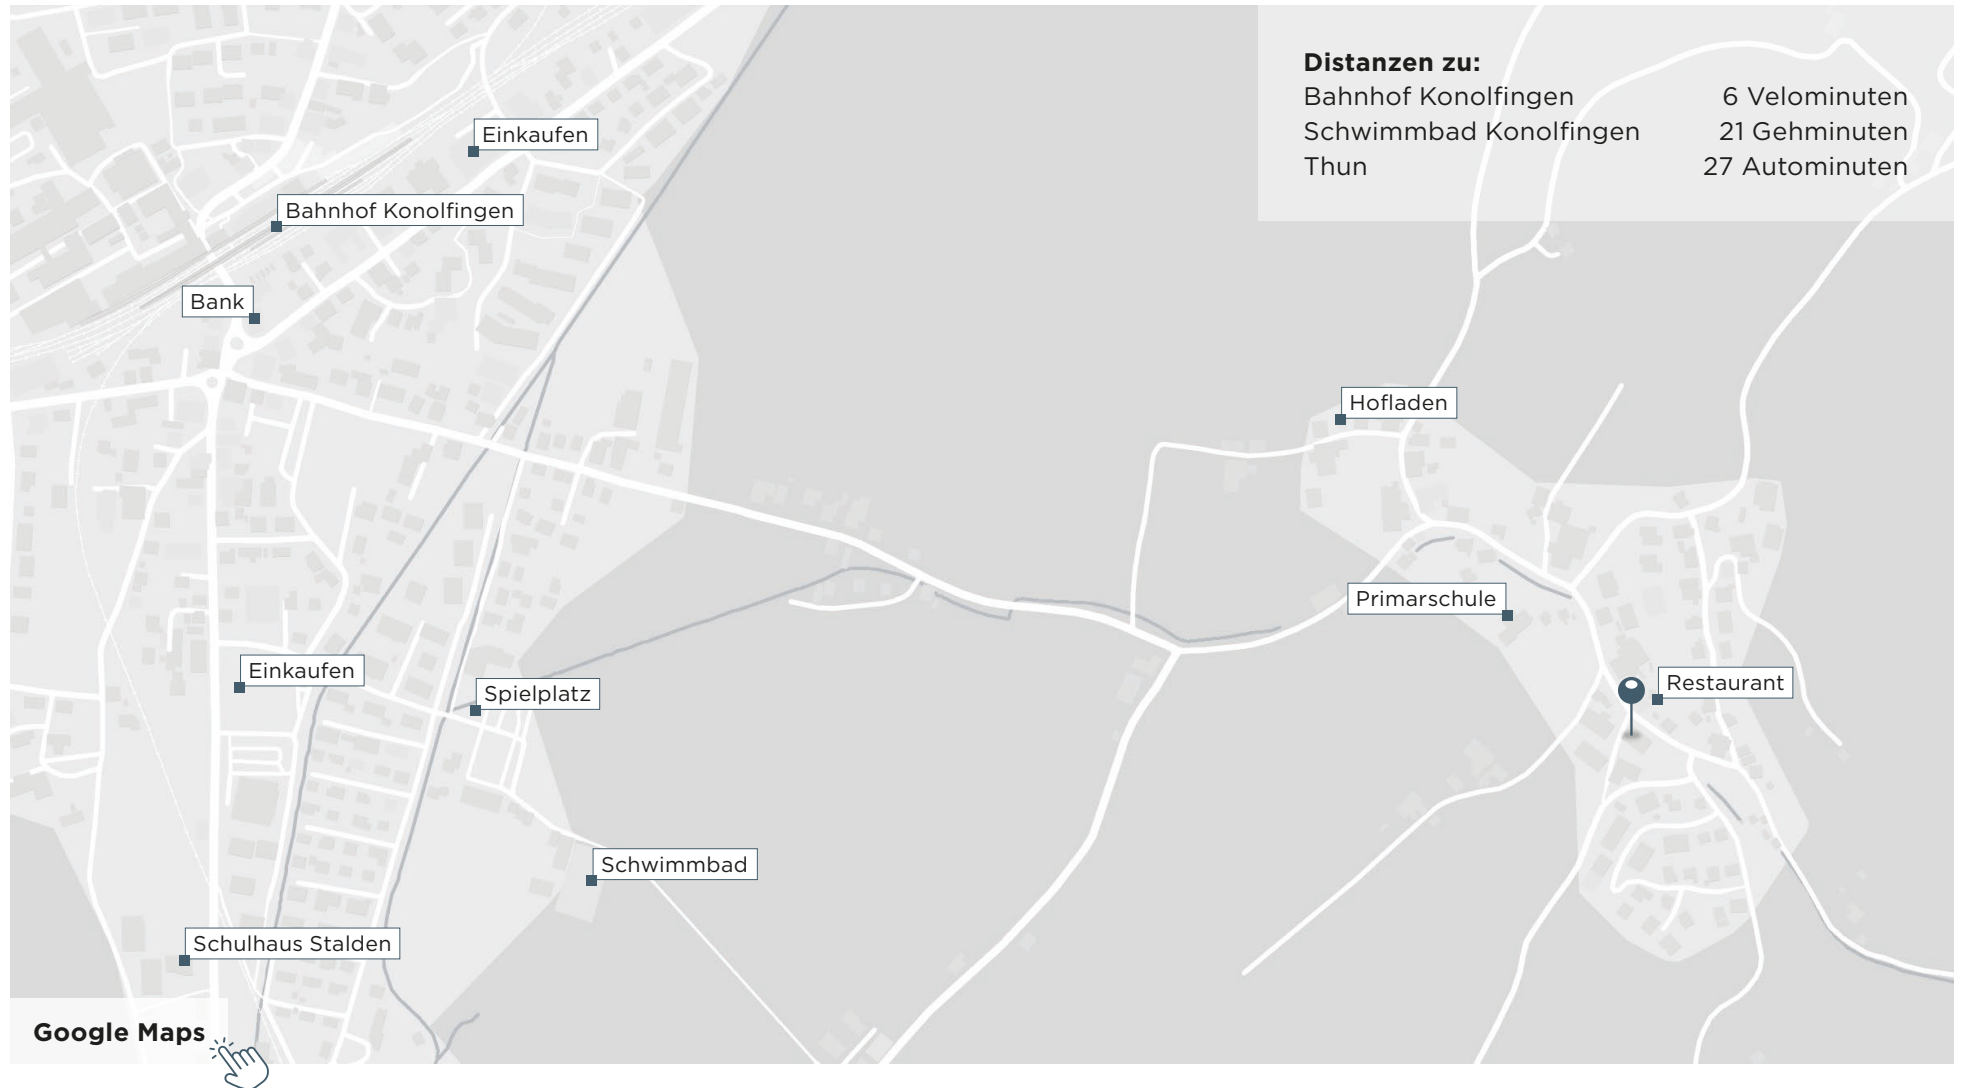 Distanzen zu:
Bahnhof Konolfingen 6 Velominuten
Schwimmbad Konolfingen 21 Gehminuten
Thun 27 Autominuten
Einkaufen
Bahnhof Konolfingen
Bank
Hofladen
Primarschule
Einkaufen
Spielplatz
Restaurant
Schwimmbad
Schulhaus Stalden
Google Maps